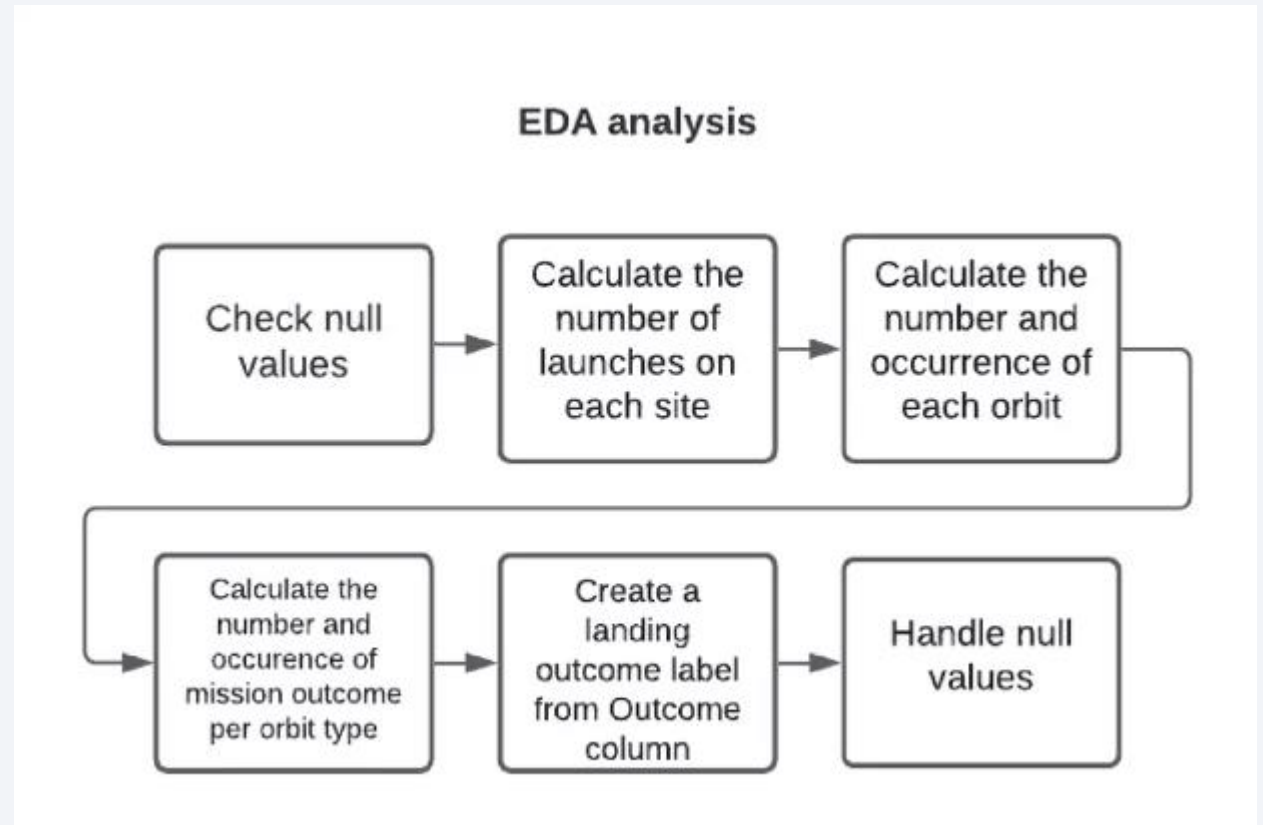 EDA analysis
Check null
values
Calculate the
number of
launches on
each site
Calculate the
number and
occurrence of
each orbit
Calculate the
number and
occurence of
mission outcome
per orbit type
Create a
landing
outcome label
from Outcome
column
Handle null
values